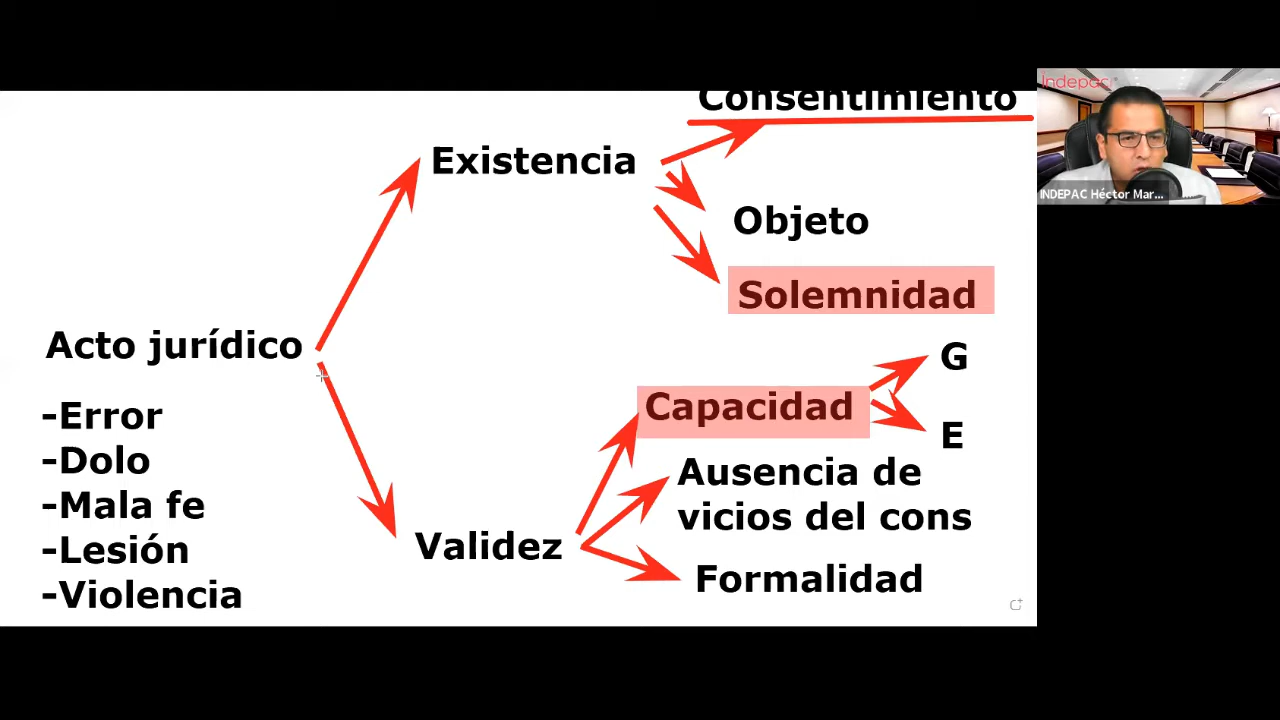 Consentimiento
Existencia
Objeto
Solemnidad
Acto jurídico
-Error
-Dolo
-Mala fe
-Lesión
-Violencia
G
Capacidad
E
Ausencia de
vicios del cons
Validez
Formalidad
Indepac
INDEPAC Héctor Mar...